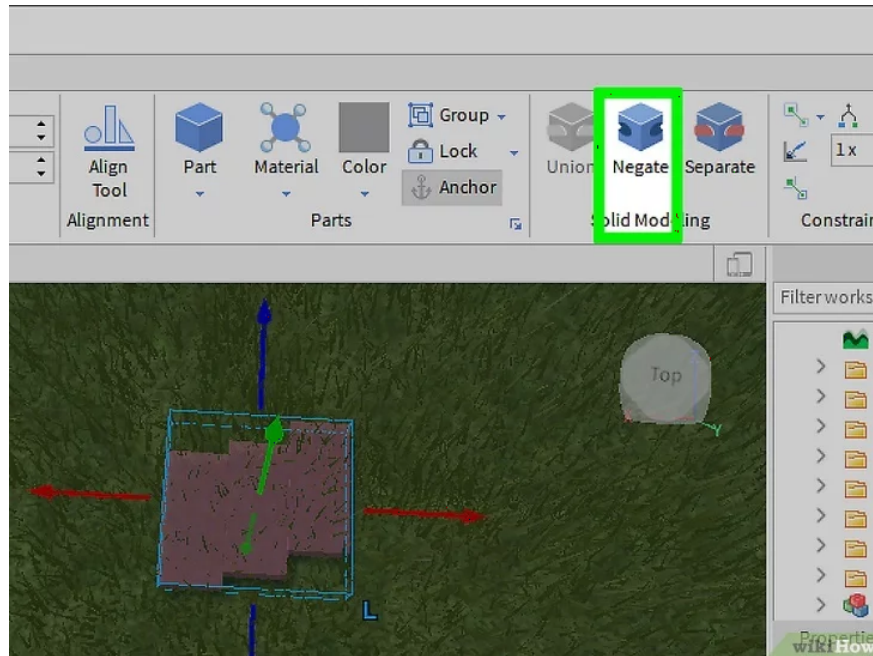 Group
Lock
Anchor
Align
Tool
Part
Material
Color
Union
Negate
Separate
1x
Alignment
Parts
Solid Modeling
Constrain
Filter works
Top
Y
L
Propertie
wikiHow